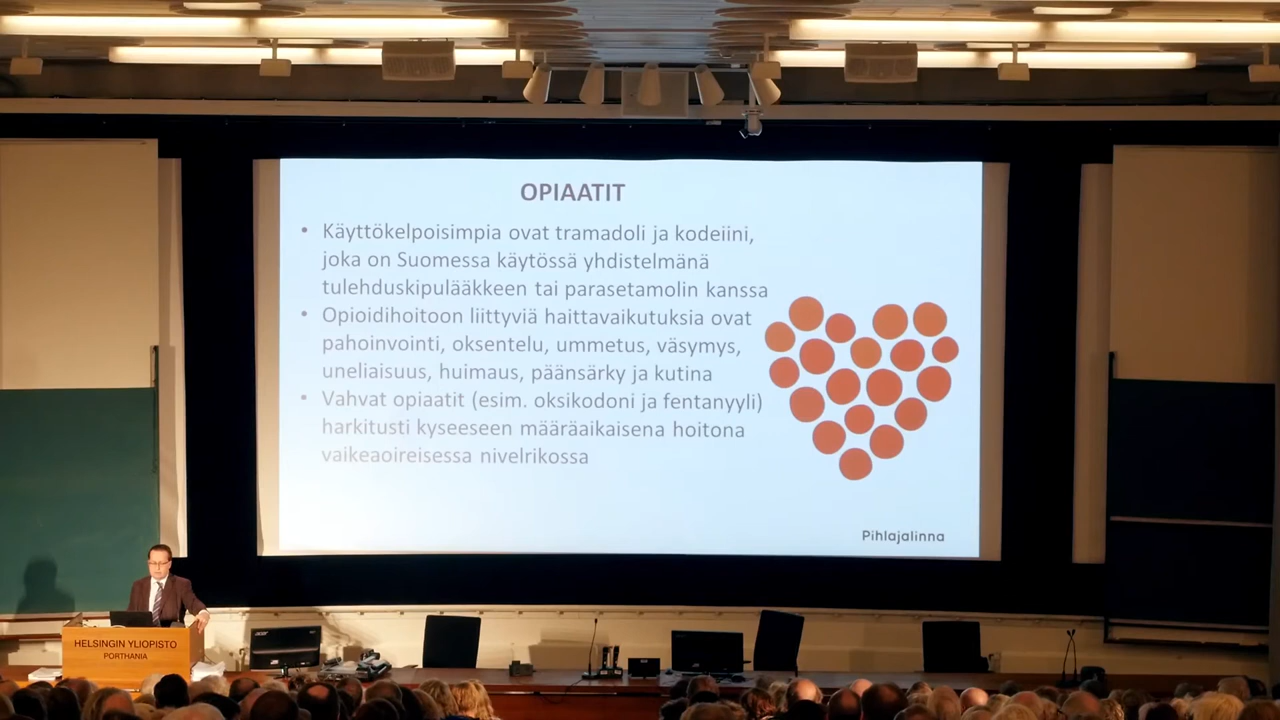 OPIAATIT
• Käyttökelpoisimpia ovat tramadoli ja kodeiini,
joka on Suomessa käytössä yhdistelmänä
tulehduskipulääkkeen tai parasetamolin kanssa
• Opioidihoitoon liittyviä haittavaikutuksia ovat
pahoinvointi, oksentelu, ummetus, väsymys,
uneliaisuus, huimaus, päänsärky ja kutina
• Vahvat opiaatit (esim. oksikodoni ja fentanyyli)
harkitusti kyseeseen määräaikaisena hoitona
vaikeaoireisessa nivelrikossa
Pihlajalinna
HELSINGIN YLIOPISTO
PORTHANIA
acer